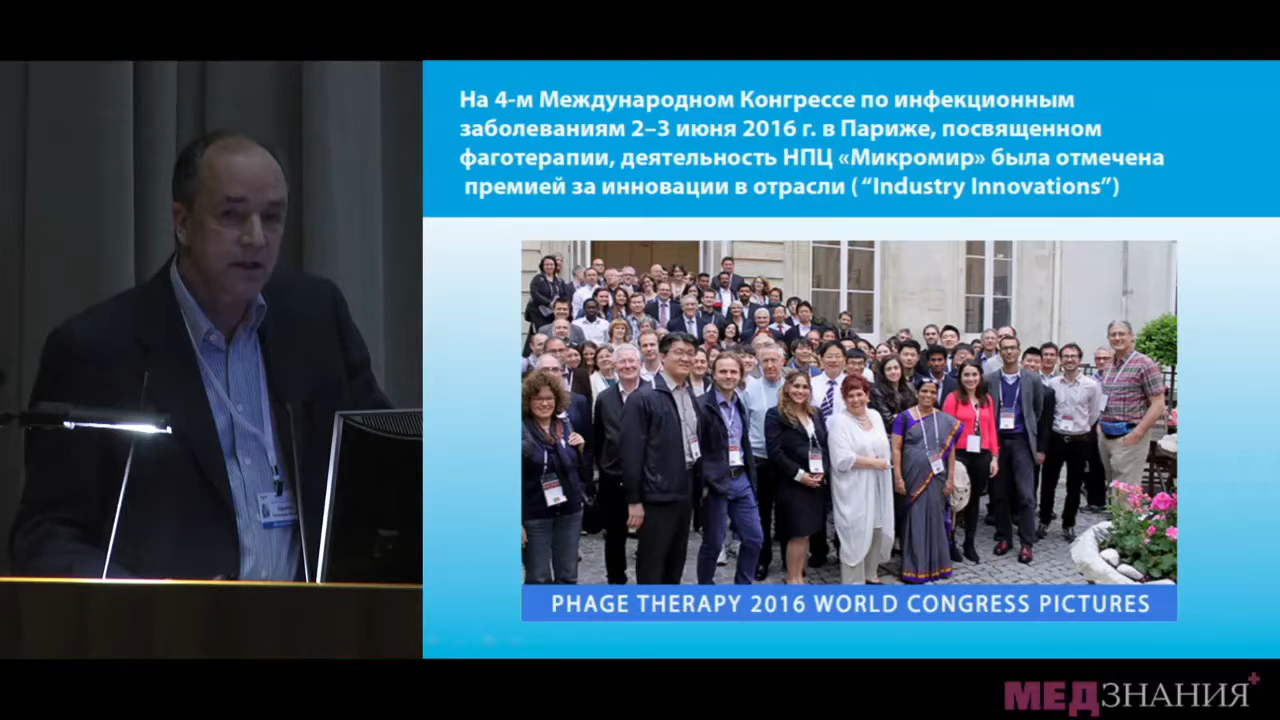 На 4-м Международном Конгрессе по инфекционным
заболеваниям 2–3 июня 2016 г. в Париже, посвященном
фаготерапии, деятельность НПЦ «Микромир» была отмечена
премией за инновации в отрасли ( “Industry Innovations”)
PHAGE THERAPY 2016 WORLD CONGRESS PICTURES
МЕДЗНАНИЯ+